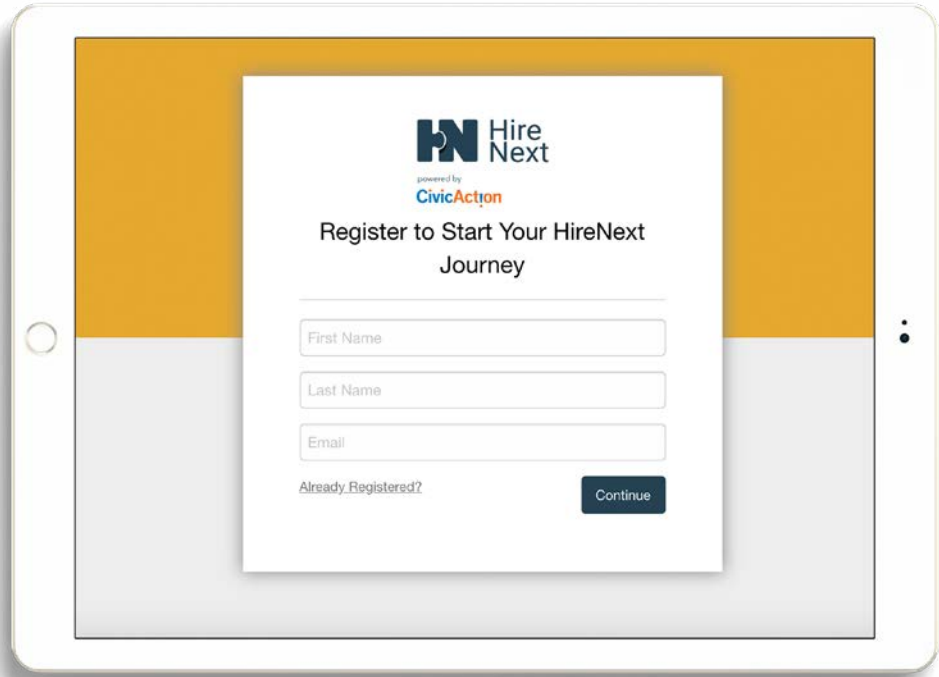 HN Hire
Next
powered by
CivicAction
Register to Start Your HireNext
Journey
First Name
Last Name
Email
Already Registered?
Continue